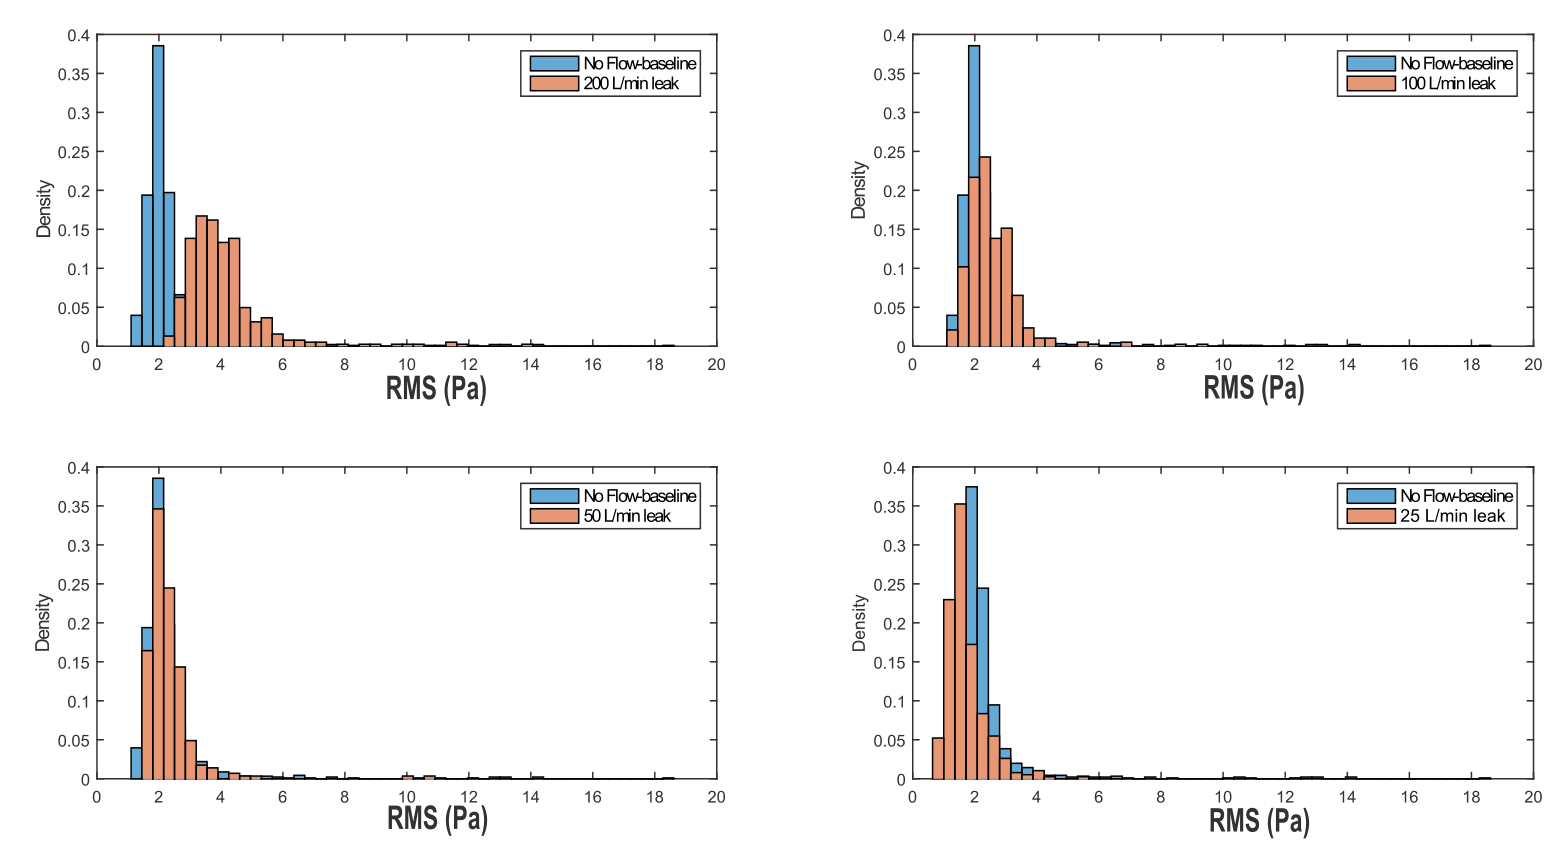 0.4
0.35
0.3
0.25
0.2
0.15
0.1
0.05
0
Density
No Flow-baseline
200 L/min leak
0 2 4 6 8 10 12 14 16 18 20
RMS (Pa)
0.4
0.35
0.3
0.25
0.2
0.15
0.1
0.05
0
Density
No Flow-baseline
100 L/min leak
0 2 4 6 8 10 12 14 16 18 20
RMS (Pa)
0.4
0.35
0.3
0.25
0.2
0.15
0.1
0.05
0
Density
No Flow-baseline
50 L/min leak
0 2 4 6 8 10 12 14 16 18 20
RMS (Pa)
0.4
0.35
0.3
0.25
0.2
0.15
0.1
0.05
0
Density
No Flow-baseline
25 L/min leak
0 2 4 6 8 10 12 14 16 18 20
RMS (Pa)